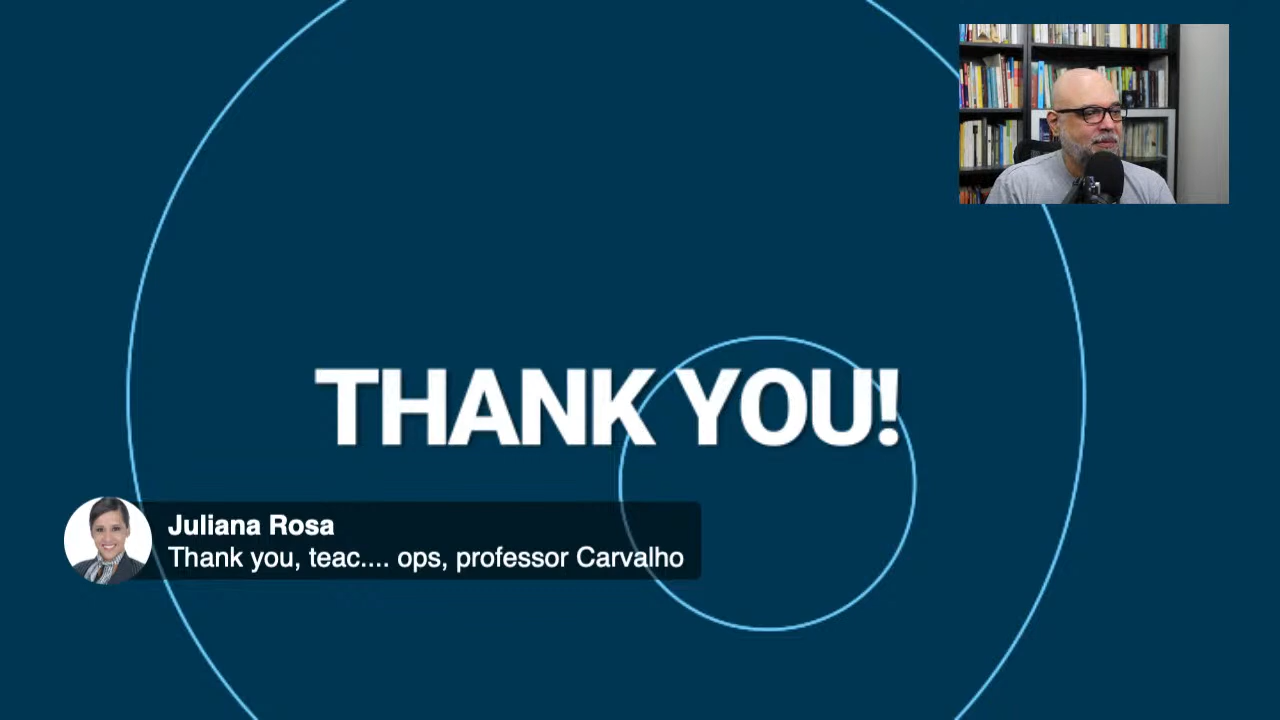 THANK YOU!
Juliana Rosa
Thank you, teac.... ops, professor Carvalho